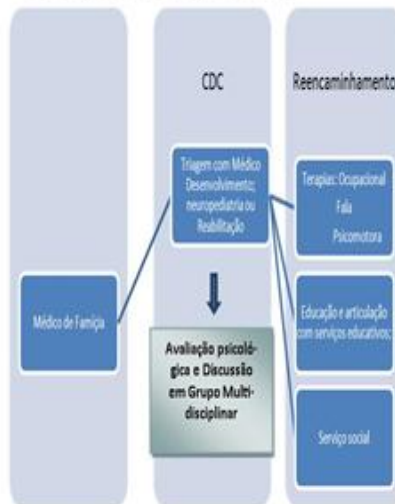 CDC
Reencaminhamento
Triagem com Médico
Desenvolvimento;
neuropediatria ou
Reabilitação
Terapias: Ocupacional
Fala
Psicomotora
Médico de Famíçia
Educação e articulação
com serviços educativos;
Avaliação psicoló-
gica e Discussão
em Grupo Multi-
disciplinar
Serviço social